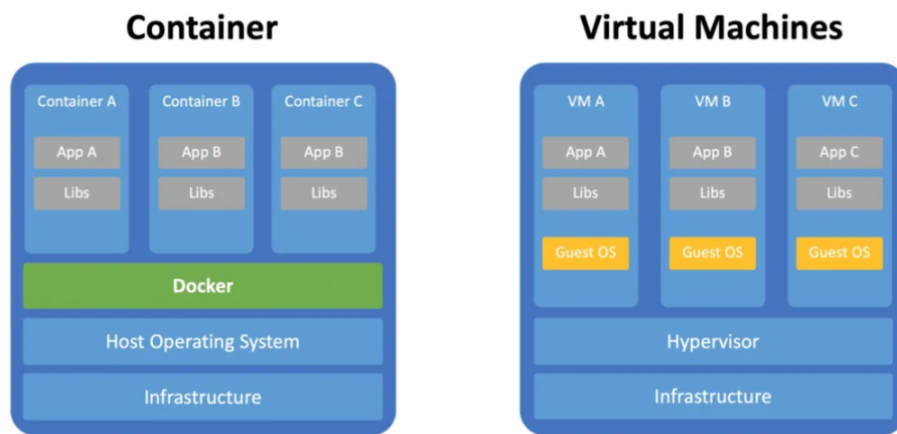 Container
Container A
App A
Libs
Container B
App B
Libs
Container C
App B
Libs
Docker
Host Operating System
Infrastructure
Virtual Machines
VM A
App A
Libs
Guest OS
VM B
App B
Libs
Guest OS
VM C
App C
Libs
Guest OS
Hypervisor
Infrastructure